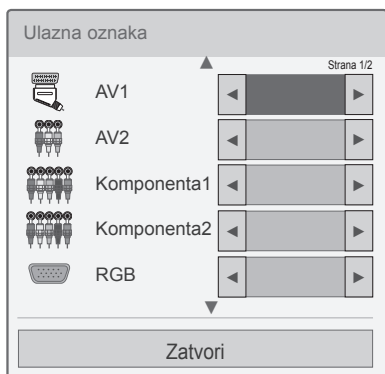 Ulazna oznaka
Strana 1/2
AV1
AV2
Komponenta1
Komponenta2
RGB
Zatvori